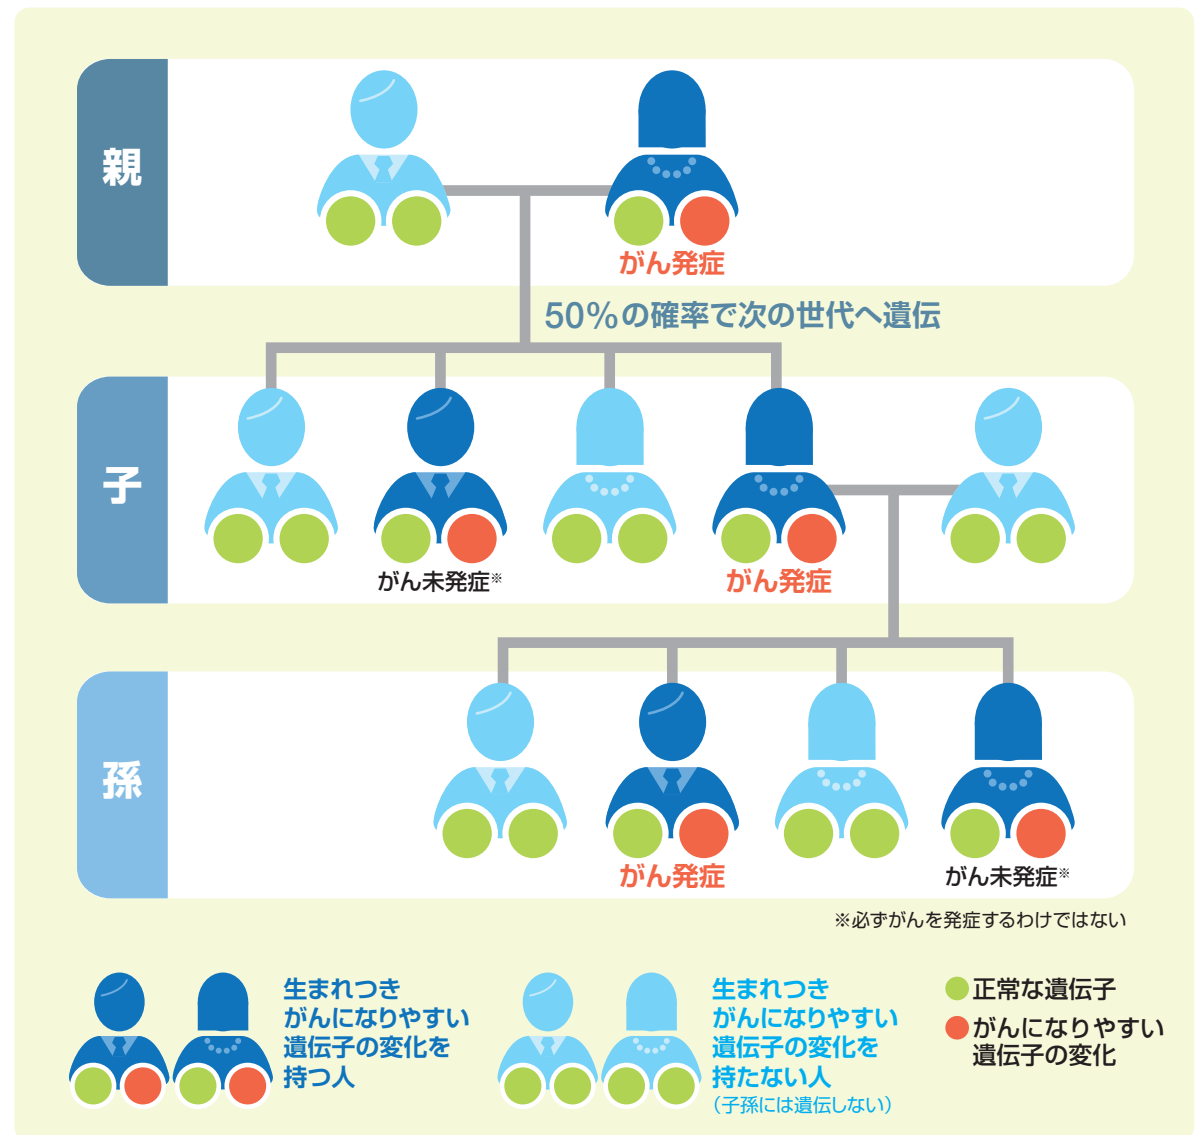 親
がん発症
50%の確率で次の世代へ遺伝
子
がん未発症※
がん発症
孫
がん発症
がん未発症※
※必ずがんを発症するわけではない
生まれつき
がんになりやすい
遺伝子の変化を
持つ人
生まれつき
がんになりやすい
遺伝子の変化を
持たない人
（子孫には遺伝しない）
正常な遺伝子
がんになりやすい
遺伝子の変化